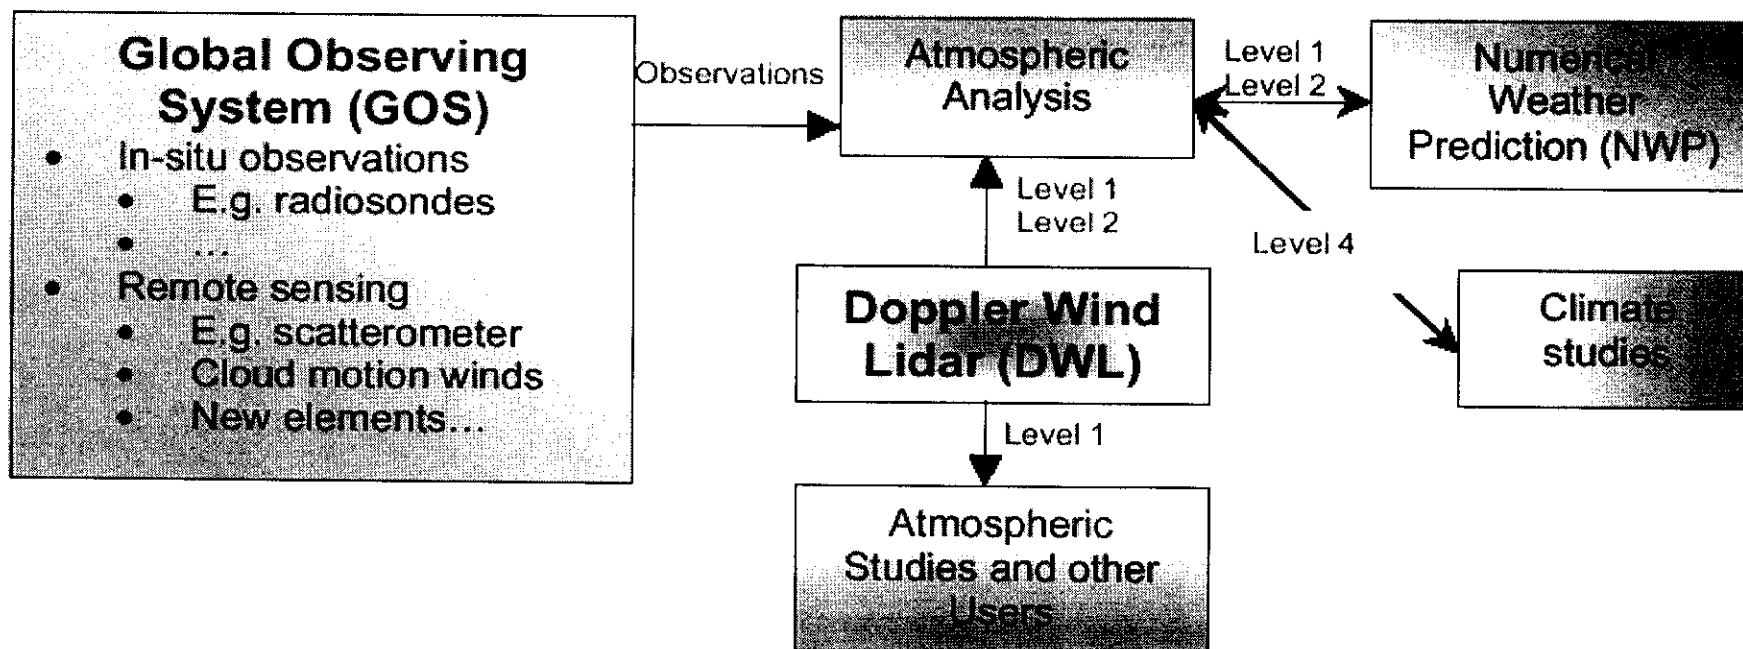 Global Observing
System (GOS)
• In-situ observations
• E.g. radiosondes
• ...
• Remote sensing
• E.g. scatterometer
• Cloud motion winds
• New elements...
Observations
Atmospheric
Analysis
Level 1
Level 2
Numerical
Weather
Prediction (NWP)
Level 1
Level 2
Level 4
Doppler Wind
Lidar (DWL)
Climate
studies
Level 1
Atmospheric
Studies and other
Users